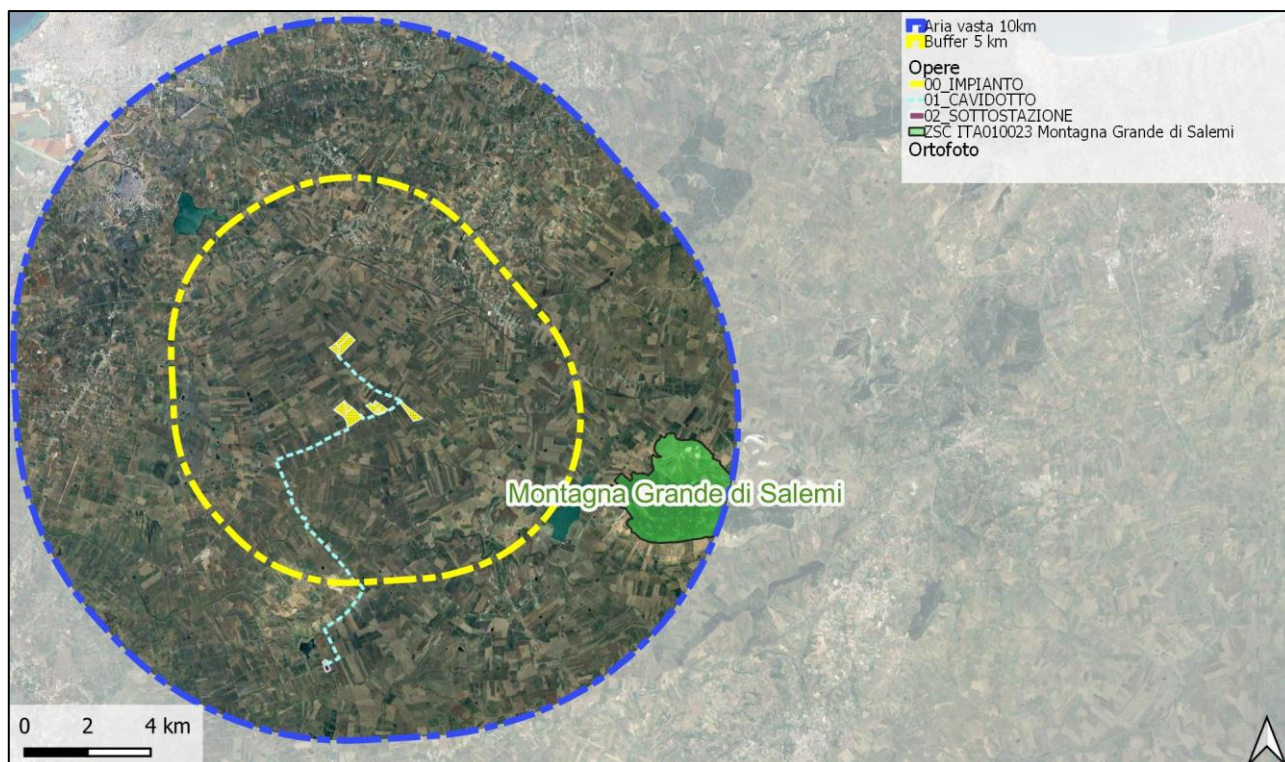 Aria vasta 10km
Buffer 5 km
Opere
00_IMPIANTO
01_CAVIDOTTO
02_SOTTOSTAZIONE
ZSC ITA010023 Montagna Grande di Salemi
Ortofoto
Montagna Grande di Salemi
0 2 4 km